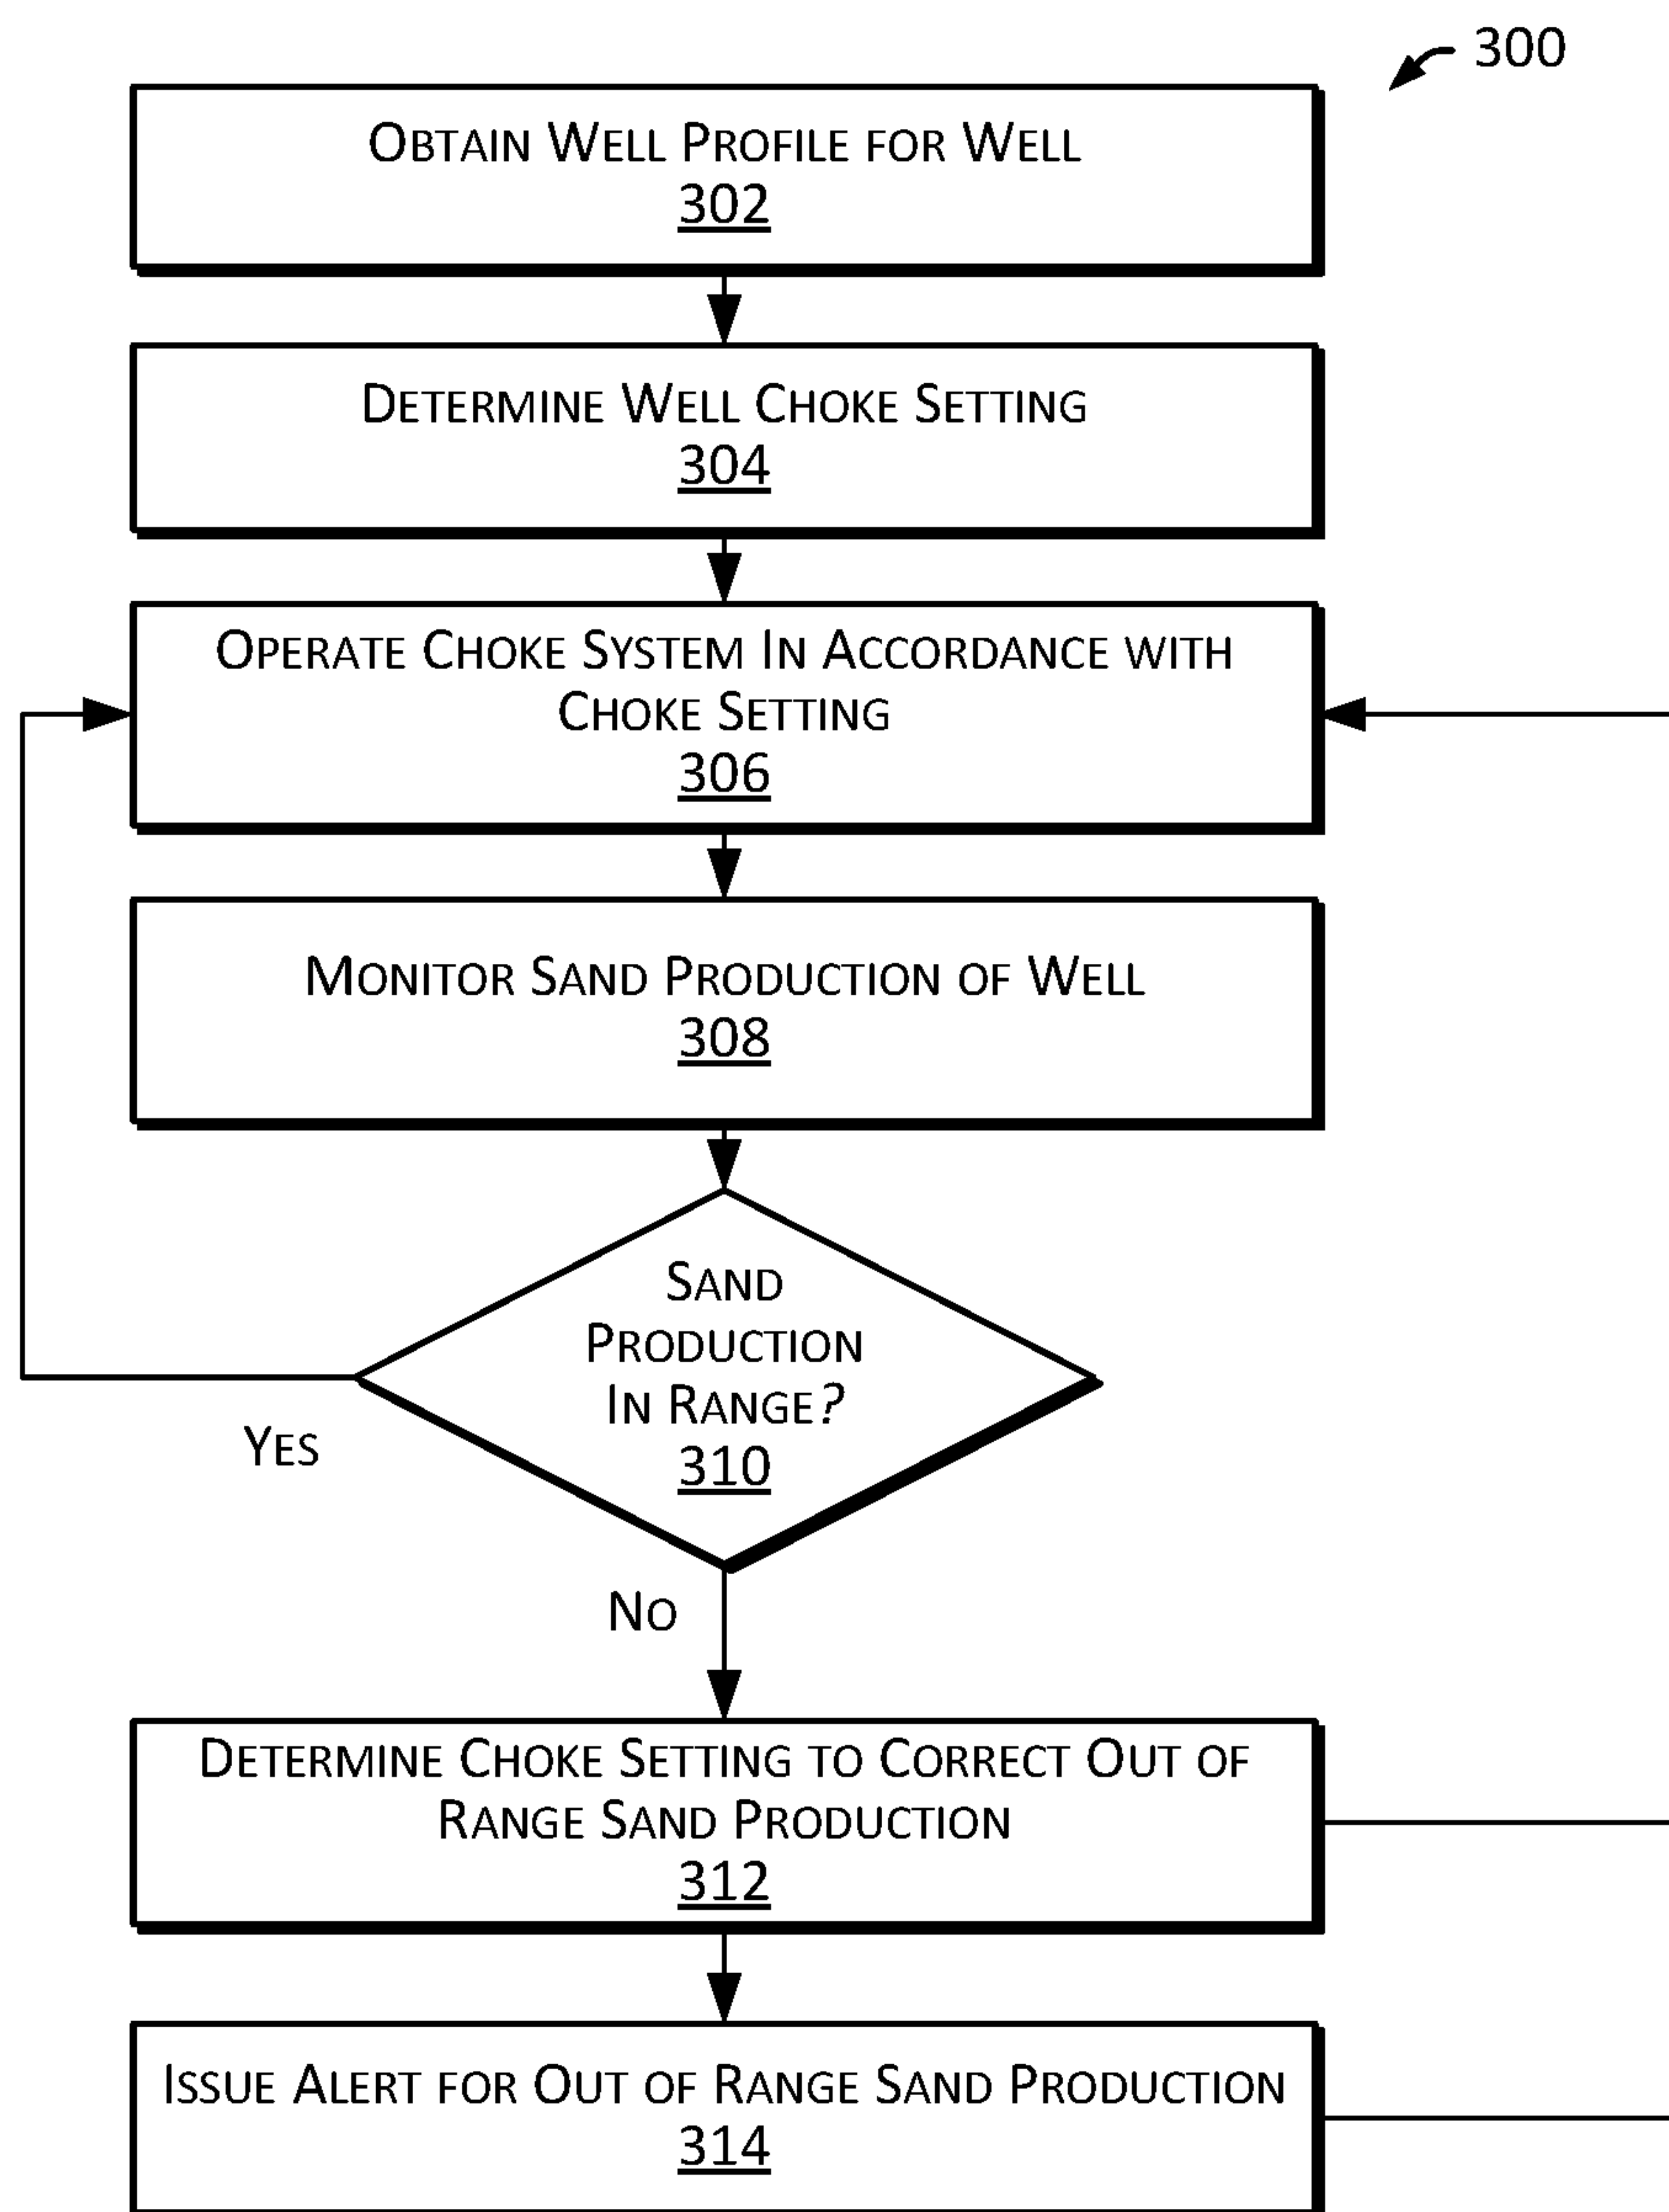 300
OBTAIN WELL PROFILE FOR WELL
302
DETERMINE WELL CHOKE SETTING
304
OPERATE CHOKE SYSTEM IN ACCORDANCE WITH
CHOKE SETTING
306
MONITOR SAND PRODUCTION OF WELL
308
SAND
PRODUCTION
IN RANGE?
310
YES
NO
DETERMINE CHOKE SETTING TO CORRECT OUT OF
RANGE SAND PRODUCTION
312
ISSUE ALERT FOR OUT OF RANGE SAND PRODUCTION
314